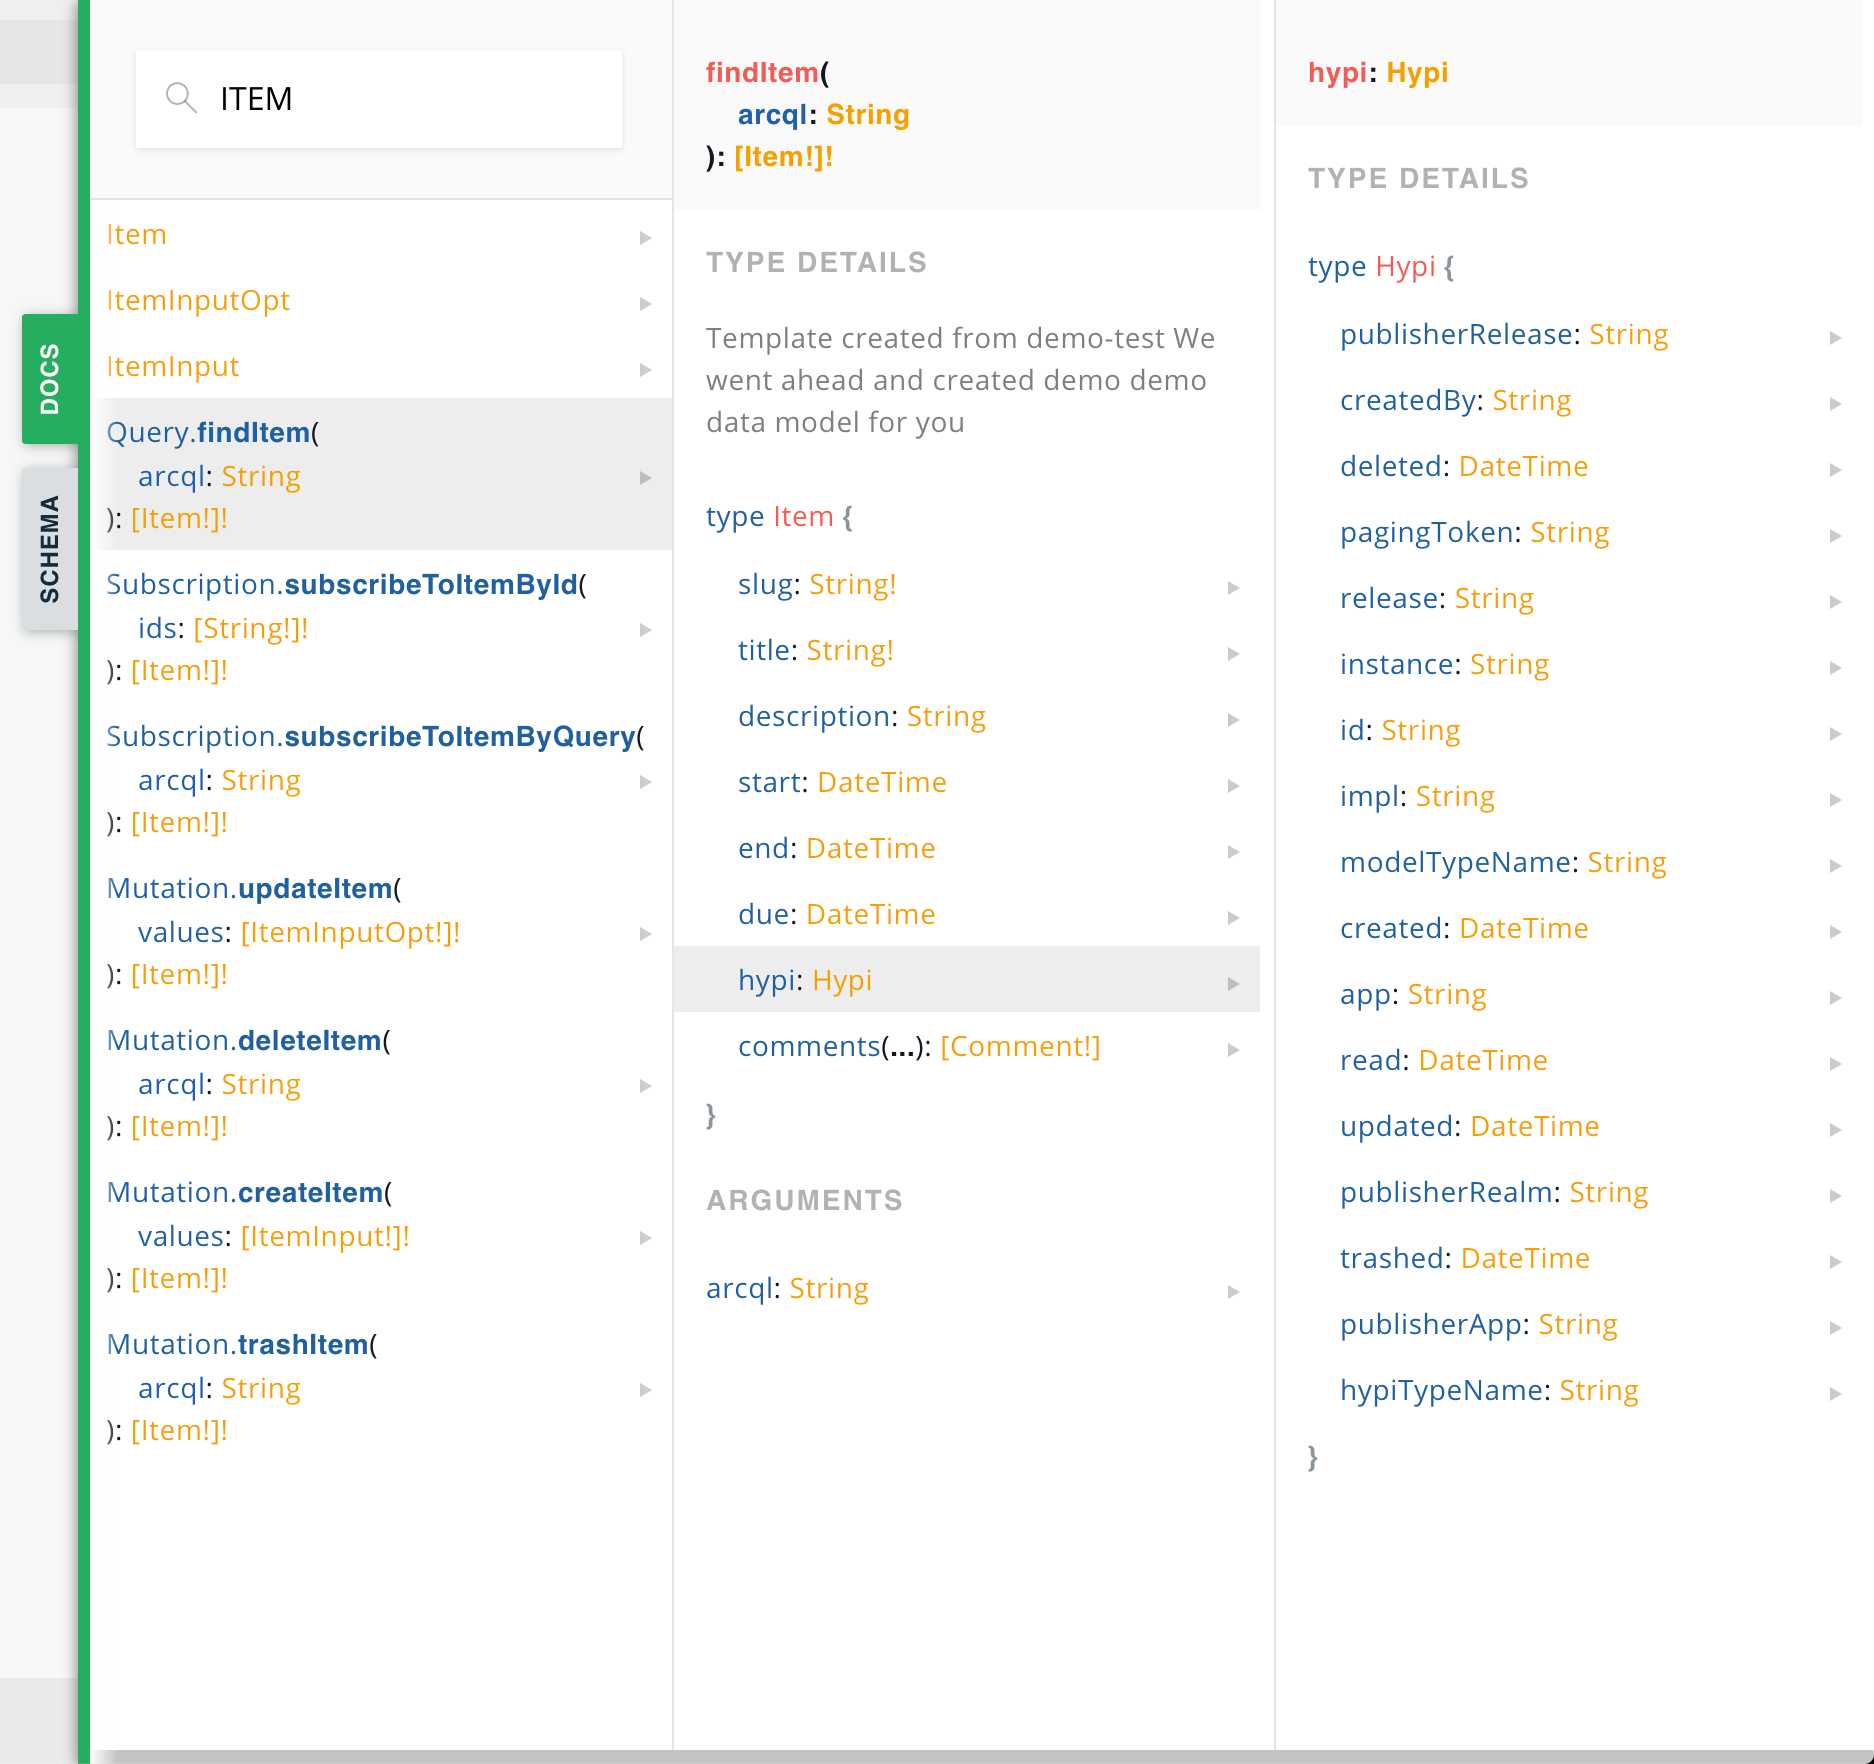 DOCS
SCHEMA
ITEM
Item
ItemInputOpt
ItemInput
Query.findItem(
arcql: String
): [Item!]!
Subscription.subscribeToItemById(
ids: [String!]!
): [Item!]!
Subscription.subscribeToItemByQuery(
arcql: String
): [Item!]!
Mutation.updateItem(
values: [ItemInputOpt!]!
): [Item!]!
Mutation.deleteItem(
arcql: String
): [Item!]!
Mutation.createItem(
values: [ItemInput!]!
): [Item!]!
Mutation.trashItem(
arcql: String
): [Item!]!
findItem(
arcql: String
): [Item!]!
TYPE DETAILS
Template created from demo-test We
went ahead and created demo demo
data model for you
type Item {
slug: String!
title: String!
description: String
start: DateTime
end: DateTime
due: DateTime
hypi: Hypi
comments(...): [Comment!]
}
ARGUMENTS
arcql: String
hypi: Hypi
TYPE DETAILS
type Hypi {
publisherRelease: String
createdBy: String
deleted: DateTime
pagingToken: String
release: String
instance: String
id: String
impl: String
modelTypeName: String
created: DateTime
app: String
read: DateTime
updated: DateTime
publisherRealm: String
trashed: DateTime
publisherApp: String
hypiTypeName: String
}